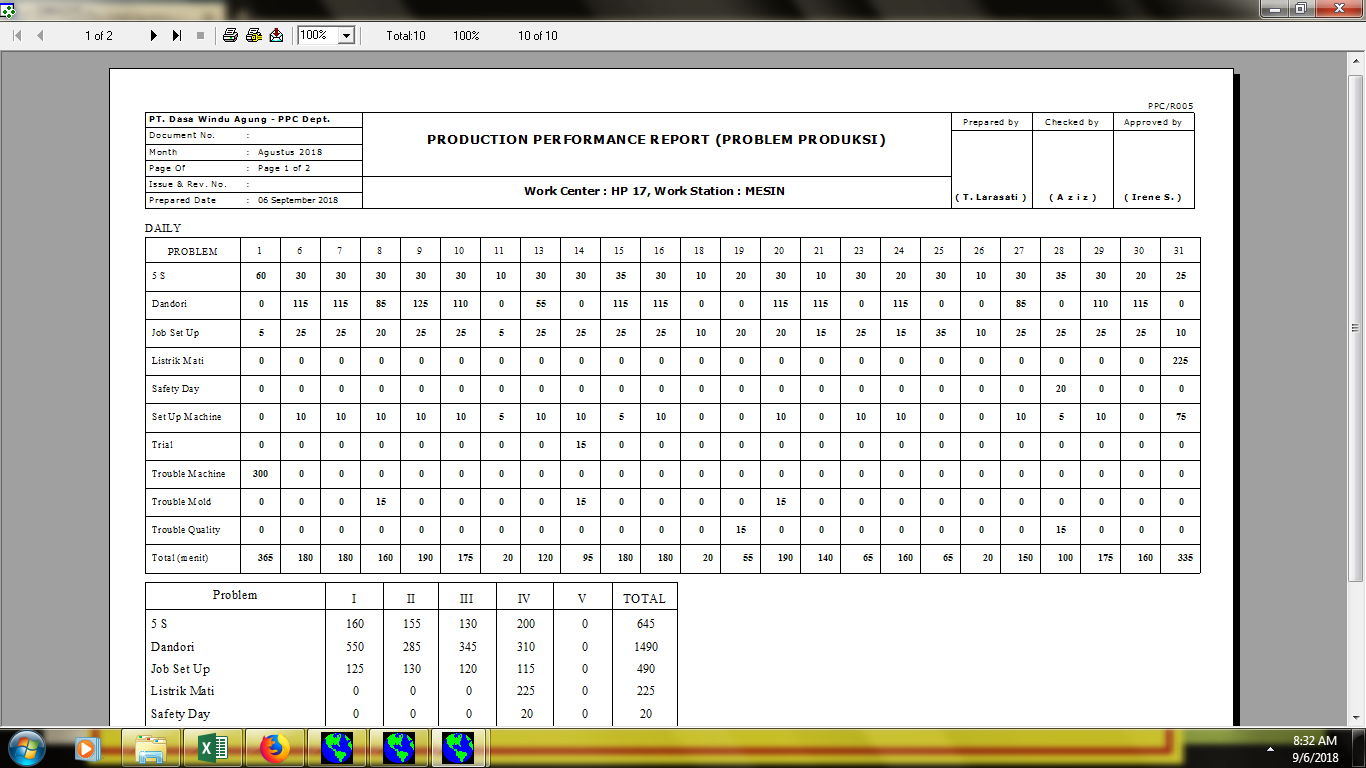 1 of 2 100% Total:10 100% 10 of 10
PPC/R005
PT. Dasa Windu Agung - PPC Dept.
Document No. :
Month : Agustus 2018
Page Of : Page 1 of 2
Issue & Rev. No. :
Prepared Date : 06 September 2018
PRODUCTION PERFORMANCE REPORT (PROBLEM PRODUKSI)
Work Center : HP 17, Work Station : MESIN
Prepared by Checked by Approved by
( T. Larasati ) ( A z i z ) ( Irene S. )
DAILY
PROBLEM 1 6 7 8 9 10 11 13 14 15 16 18 19 20 21 23 24 25 26 27 28 29 30 31
5 S 60 30 30 30 30 30 10 30 30 35 30 10 20 30 10 30 20 30 10 30 35 30 20 25
Dandori 0 115 115 85 125 110 0 55 0 115 115 0 0 115 115 0 115 0 0 85 0 110 115 0
Job Set Up 5 25 25 20 25 25 5 25 25 25 25 10 20 20 15 25 15 35 10 25 25 25 25 10
Listrik Mati 0 0 0 0 0 0 0 0 0 0 0 0 0 0 0 0 0 0 0 0 0 0 0 225
Safety Day 0 0 0 0 0 0 0 0 0 0 0 0 0 0 0 0 0 0 0 0 20 0 0 0
Set Up Machine 0 10 10 10 10 10 5 10 10 5 10 0 0 10 0 10 10 0 0 10 5 10 0 75
Trial 0 0 0 0 0 0 0 0 15 0 0 0 0 0 0 0 0 0 0 0 0 0 0 0
Trouble Machine 300 0 0 0 0 0 0 0 0 0 0 0 0 0 0 0 0 0 0 0 0 0 0 0
Trouble Mold 0 0 0 15 0 0 0 0 15 0 0 0 0 15 0 0 0 0 0 0 0 0 0 0
Trouble Quality 0 0 0 0 0 0 0 0 0 0 0 0 15 0 0 0 0 0 0 0 15 0 0 0
Total (menit) 365 180 180 160 190 175 20 120 95 180 180 20 55 190 140 65 160 65 20 150 100 175 160 335
Problem I II III IV V TOTAL
5 S 160 155 130 200 0 645
Dandori 550 285 345 310 0 1490
Job Set Up 125 130 120 115 0 490
Listrik Mati 0 0 0 225 0 225
Safety Day 0 0 0 20 0 20
8:32 AM
9/6/2018